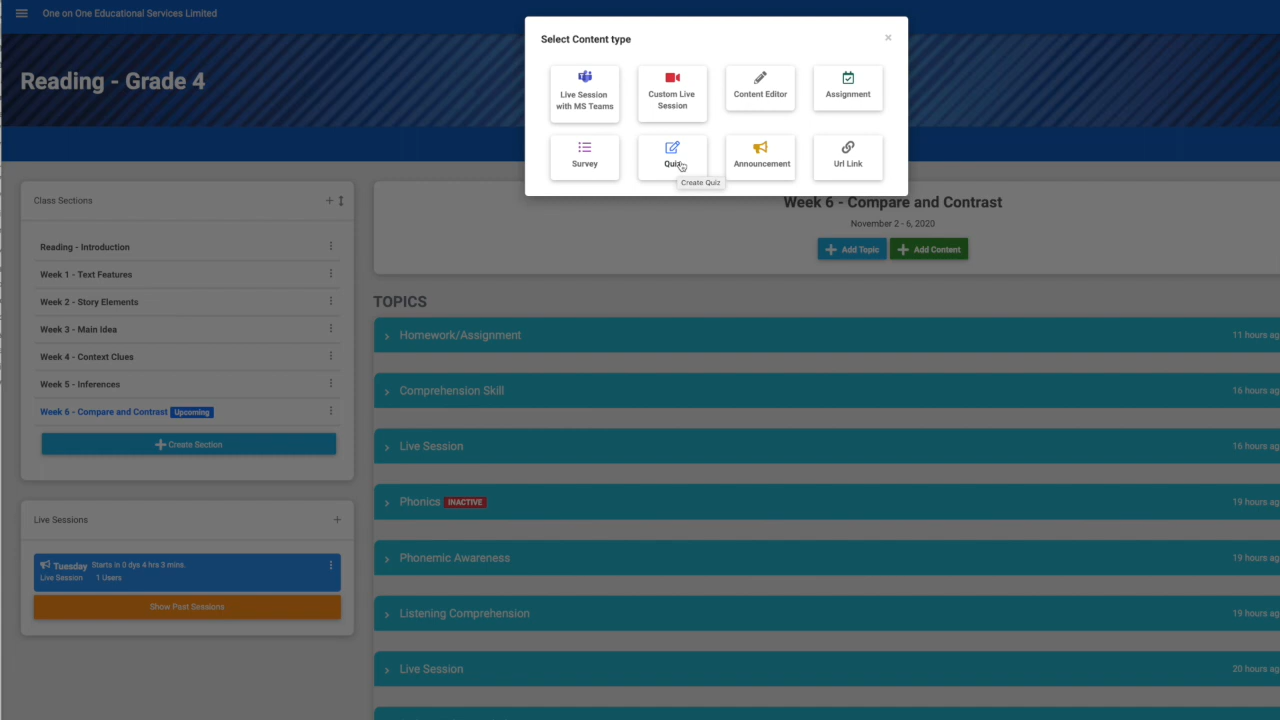 One on One Educational Services Limited
Reading - Grade 4
Select Content type
Live Session
with MS Teams
Custom Live
Session
Content Editor
Assignment
Survey
Quiz
Announcement
Url Link
Create Quiz
Class Sections
Reading - Introduction
Week 1 - Text Features
Week 2 - Story Elements
Week 3 - Main Idea
Week 4 - Context Clues
Week 5 - Inferences
Week 6 - Compare and Contrast Upcoming
Create Section
Live Sessions
Tuesday Starts in 0 dys 4 hrs 3 mins.
Live Session 1 Users
Show Past Sessions
Week 6 - Compare and Contrast
November 2 - 6, 2020
Add Topic
Add Content
TOPICS
Homework/Assignment 11 hours ag
Comprehension Skill 16 hours ag
Live Session 16 hours ag
Phonics INACTIVE 19 hours ag
Phonemic Awareness 19 hours ag
Listening Comprehension 19 hours ag
Live Session 20 hours ag